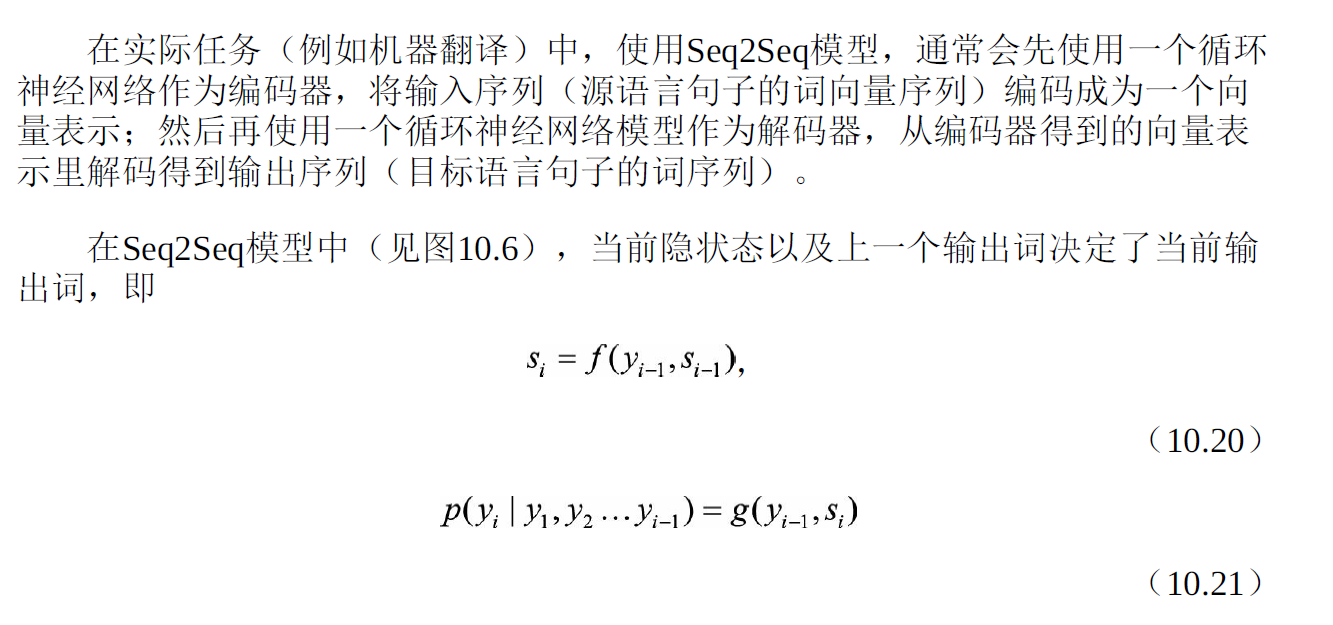 在实际任务（例如机器翻译）中，使用Seq2Seq模型，通常会先使用一个循环
神经网络作为编码器，将输入序列（源语言句子的词向量序列）编码成为一个向
量表示；然后再使用一个循环神经网络模型作为解码器，从编码器得到的向量表
示里解码得到输出序列（目标语言句子的词序列）。
在Seq2Seq模型中（见图10.6），当前隐状态以及上一个输出词决定了当前输
出词，即
s_i = f(y_{i-1}, s_{i-1}),
（10.20）
p(y_i | y_1, y_2 ... y_{i-1}) = g(y_{i-1}, s_i)
（10.21）